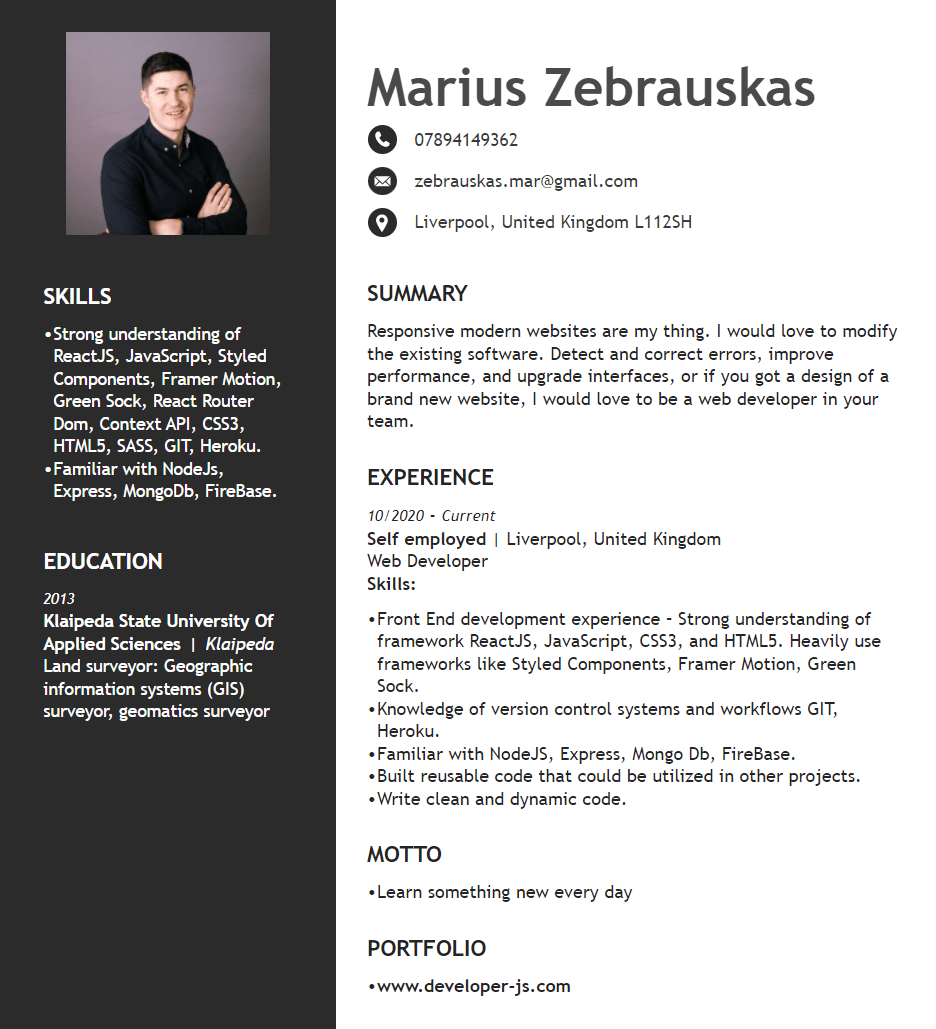 Marius Zebrauskas
07894149362
zebrauskas.mar@gmail.com
Liverpool, United Kingdom L112SH
SKILLS
•Strong understanding of
ReactJS, JavaScript, Styled
Components, Framer Motion,
Green Sock, React Router
Dom, Context API, CSS3,
HTML5, SASS, GIT, Heroku.
•Familiar with NodeJs,
Express, MongoDb, FireBase.
EDUCATION
2013
Klaipeda State University Of
Applied Sciences | Klaipeda
Land surveyor: Geographic
information systems (GIS)
surveyor, geomatics surveyor
SUMMARY
Responsive modern websites are my thing. I would love to modify
the existing software. Detect and correct errors, improve
performance, and upgrade interfaces, or if you got a design of a
brand new website, I would love to be a web developer in your
team.
EXPERIENCE
10/2020 - Current
Self employed | Liverpool, United Kingdom
Web Developer
Skills:
•Front End development experience - Strong understanding of
framework ReactJS, JavaScript, CSS3, and HTML5. Heavily use
frameworks like Styled Components, Framer Motion, Green
Sock.
•Knowledge of version control systems and workflows GIT,
Heroku.
•Familiar with NodeJS, Express, Mongo Db, FireBase.
•Built reusable code that could be utilized in other projects.
•Write clean and dynamic code.
MOTTO
•Learn something new every day
PORTFOLIO
•www.developer-js.com